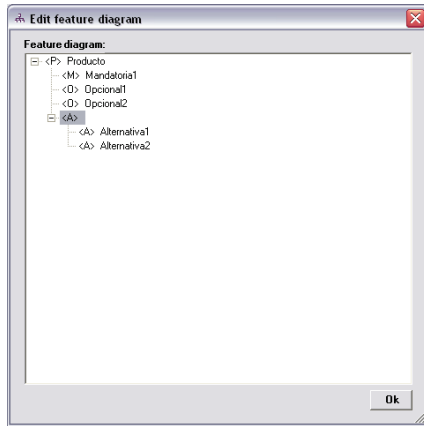 Edit feature diagram
Feature diagram:
<P> Producto
<M> Mandatoria1
<O> Opcional1
<O> Opcional2
<A>
<A> Alternativa1
<A> Alternativa2
Ok